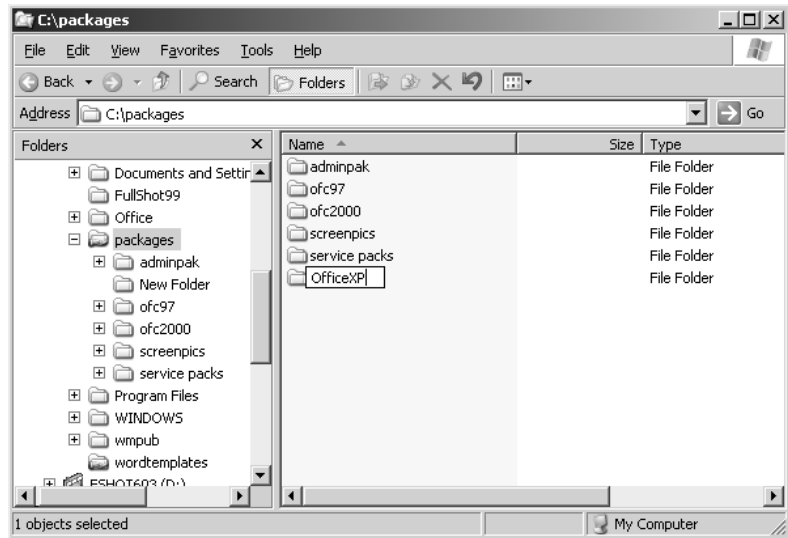 C:\packages
File Edit View Favorites Tools Help
Back Search Folders
Address C:\packages Go
Folders x
Name Size Type
Documents and Settin
FullShot99
Office
packages
adminpak
New Folder
ofc97
ofc2000
screenpics
service packs
Program Files
WINDOWS
wmpub
wordtemplates
FSHOT603 (D:)
adminpak File Folder
ofc97 File Folder
ofc2000 File Folder
screenpics File Folder
service packs File Folder
OfficeXP File Folder
1 objects selected My Computer